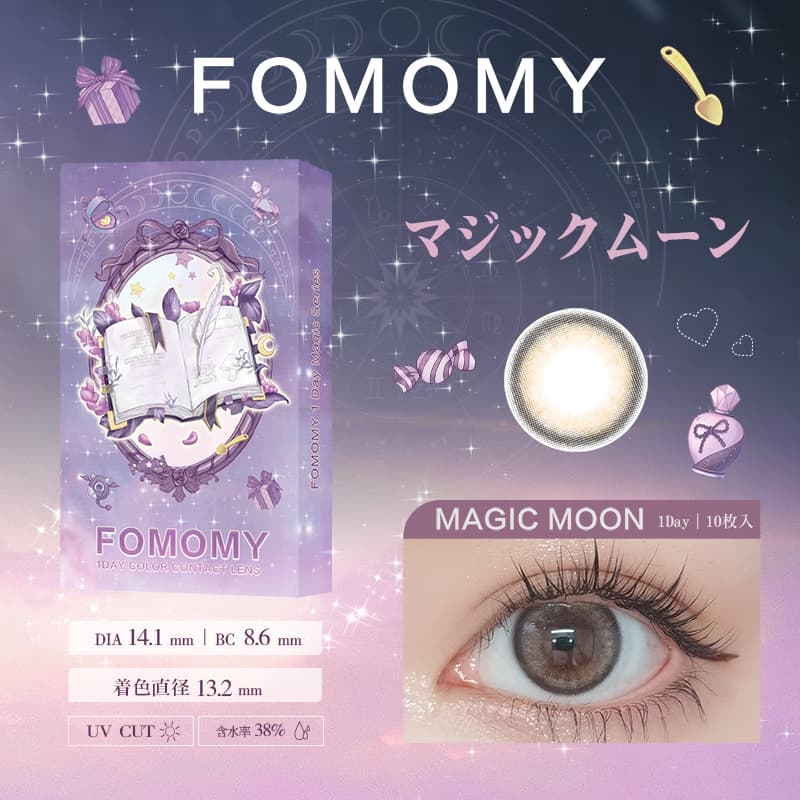 FOMOMY
マジックムーン
FOMOMY 1 Day Magic Series
FOMOMY
1DAY COLOR CONTACT LENS
MAGIC MOON 1Day | 10枚入
DIA 14.1 mm | BC 8.6 mm
着色直径 13.2 mm
UV CUT
含水率 38%